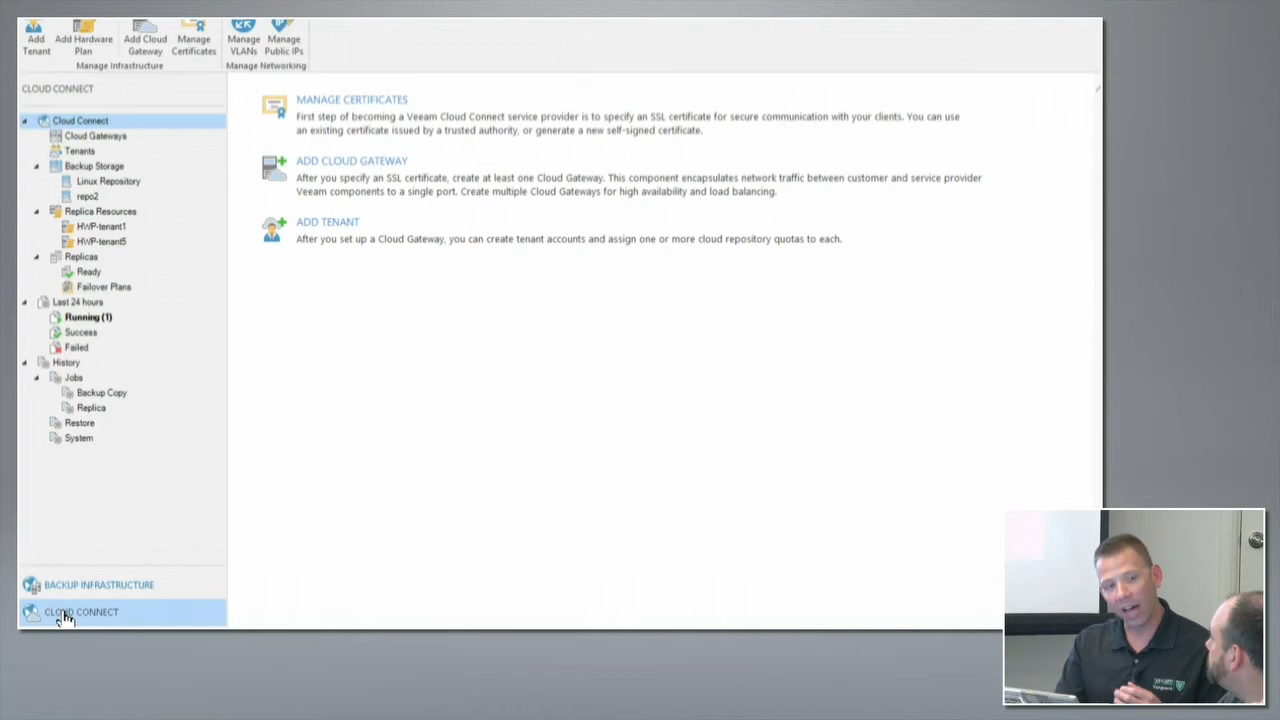 Add Tenant
Add Hardware Plan
Add Cloud Gateway
Manage Certificates
Manage VLANs
Manage Public IPs
Manage Infrastructure
Manage Networking
CLOUD CONNECT
Cloud Connect
Cloud Gateways
Tenants
Backup Storage
Linux Repository
repo2
Replica Resources
HWP-tenant1
HWP-tenant5
Replicas
Ready
Failover Plans
Last 24 hours
Running (1)
Success
Failed
History
Jobs
Backup Copy
Replica
Restore
System
BACKUP INFRASTRUCTURE
CLOUD CONNECT
MANAGE CERTIFICATES
First step of becoming a Veeam Cloud Connect service provider is to specify an SSL certificate for secure communication with your clients. You can use
an existing certificate issued by a trusted authority, or generate a new self-signed certificate.
ADD CLOUD GATEWAY
After you specify an SSL certificate, create at least one Cloud Gateway. This component encapsulates network traffic between customer and service provider
Veeam components to a single port. Create multiple Cloud Gateways for high availability and load balancing.
ADD TENANT
After you set up a Cloud Gateway, you can create tenant accounts and assign one or more cloud repository quotas to each.